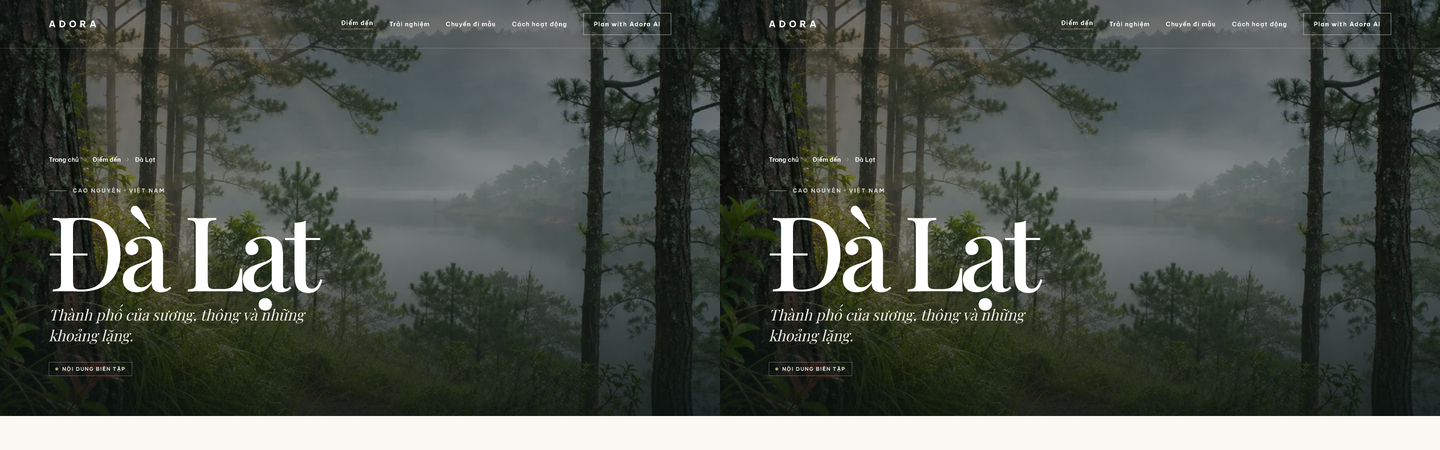 ADORA
Điểm đến Trải nghiệm Chuyến đi mẫu Cách hoạt động Plan with Adora AI
Trang chủ › Điểm đến › Đà Lạt
CAO NGUYÊN · VIỆT NAM
Đà Lạt
Thành phố của sương, thông và những
khoảng lặng.
NỘI DUNG BIÊN TẬP
ADORA
Điểm đến Trải nghiệm Chuyến đi mẫu Cách hoạt động Plan with Adora AI
Trang chủ › Điểm đến › Đà Lạt
CAO NGUYÊN · VIỆT NAM
Đà Lạt
Thành phố của sương, thông và những
khoảng lặng.
NỘI DUNG BIÊN TẬP